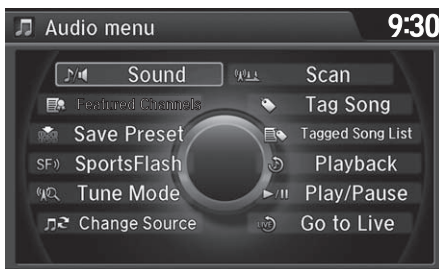 Audio menu
9:30
Sound
Scan
Featured Channels
Tag Song
Save Preset
Tagged Song List
SF
SportsFlash
Playback
Tune Mode
Play/Pause
Change Source
LIVE
Go to Live